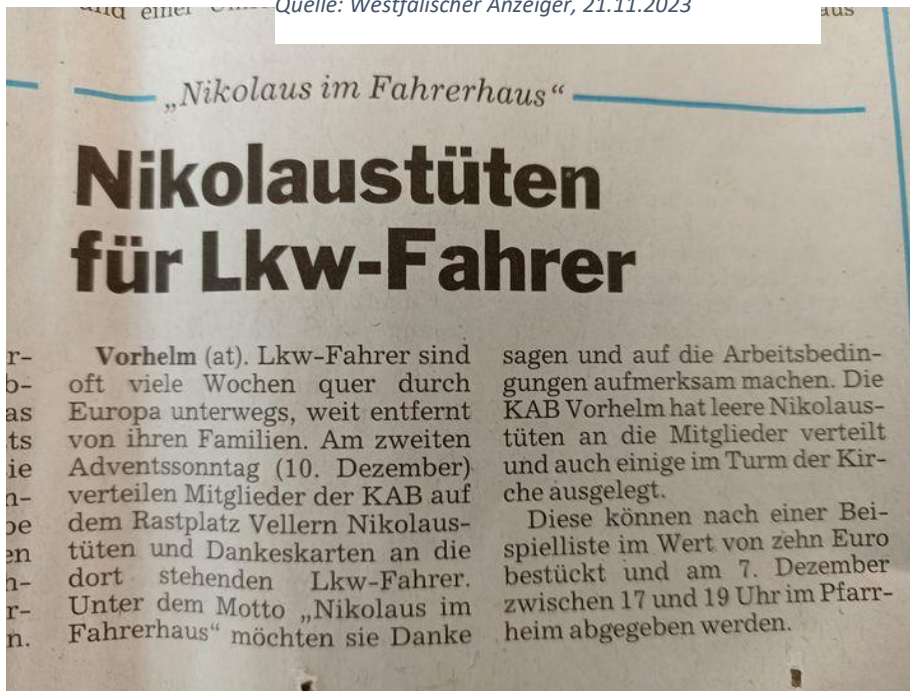 Quelle: Westfälischer Anzeiger, 21.11.2023
und einer
aus
„Nikolaus im Fahrerhaus“
Nikolaustüten
für Lkw-Fahrer
Vorhelm (at). Lkw-Fahrer sind
oft viele Wochen quer durch
Europa unterwegs, weit entfernt
von ihren Familien. Am zweiten
Adventssonntag (10. Dezember)
verteilen Mitglieder der KAB auf
dem Rastplatz Vellern Nikolaus-
tüten und Dankeskarten an die
dort stehenden Lkw-Fahrer.
Unter dem Motto „Nikolaus im
Fahrerhaus“ möchten sie Danke
sagen und auf die Arbeitsbedin-
gungen aufmerksam machen. Die
KAB Vorhelm hat leere Nikolaus-
tüten an die Mitglieder verteilt
und auch einige im Turm der Kir-
che ausgelegt.
Diese können nach einer Bei-
spielliste im Wert von zehn Euro
bestückt und am 7. Dezember
zwischen 17 und 19 Uhr im Pfarr-
heim abgegeben werden.